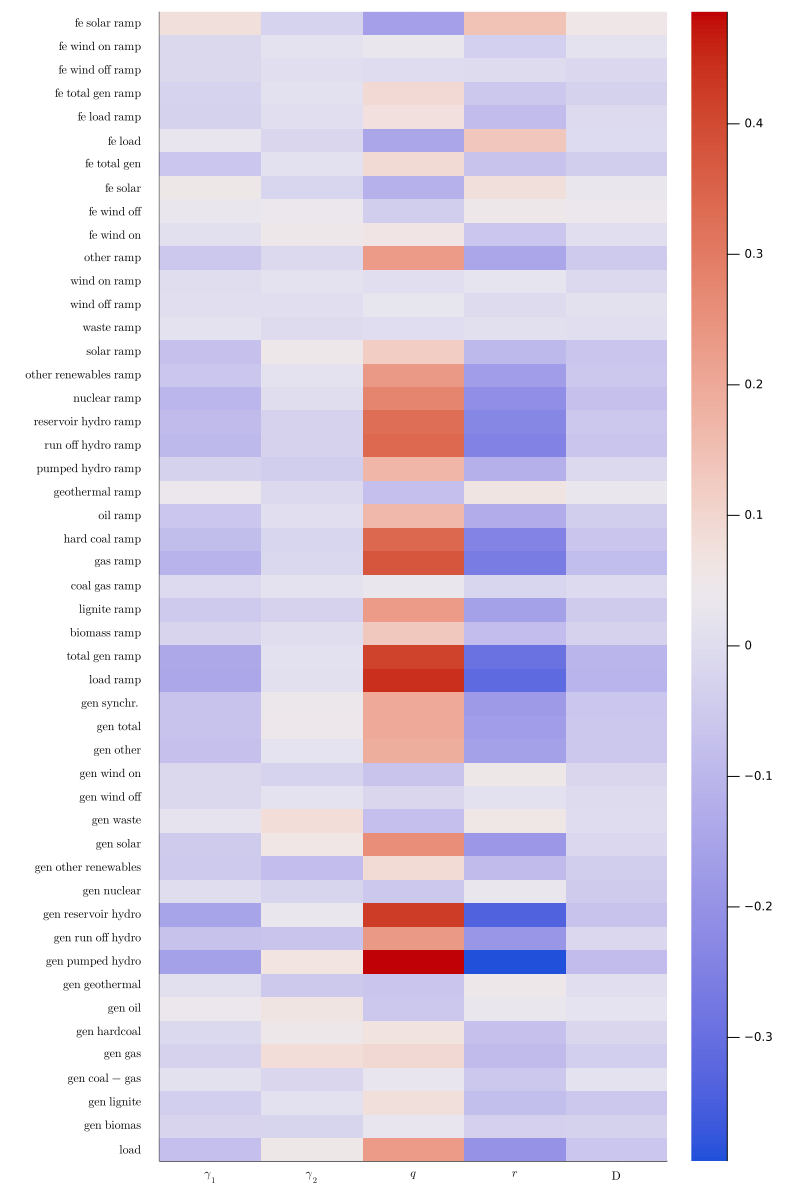 fe solar ramp
fe wind on ramp
fe wind off ramp
fe total gen ramp
fe load ramp
fe load
fe total gen
fe solar
fe wind off
fe wind on
other ramp
wind on ramp
wind off ramp
waste ramp
solar ramp
other renewables ramp
nuclear ramp
reservoir hydro ramp
run off hydro ramp
pumped hydro ramp
geothermal ramp
oil ramp
hard coal ramp
gas ramp
coal gas ramp
lignite ramp
biomass ramp
total gen ramp
load ramp
gen synchr.
gen total
gen other
gen wind on
gen wind off
gen waste
gen solar
gen other renewables
gen nuclear
gen reservoir hydro
gen run off hydro
gen pumped hydro
gen geothermal
gen oil
gen hardcoal
gen gas
gen coal − gas
gen lignite
gen biomas
load
γ₁ γ₂ q r D
0.4
0.3
0.2
0.1
0
−0.1
−0.2
−0.3